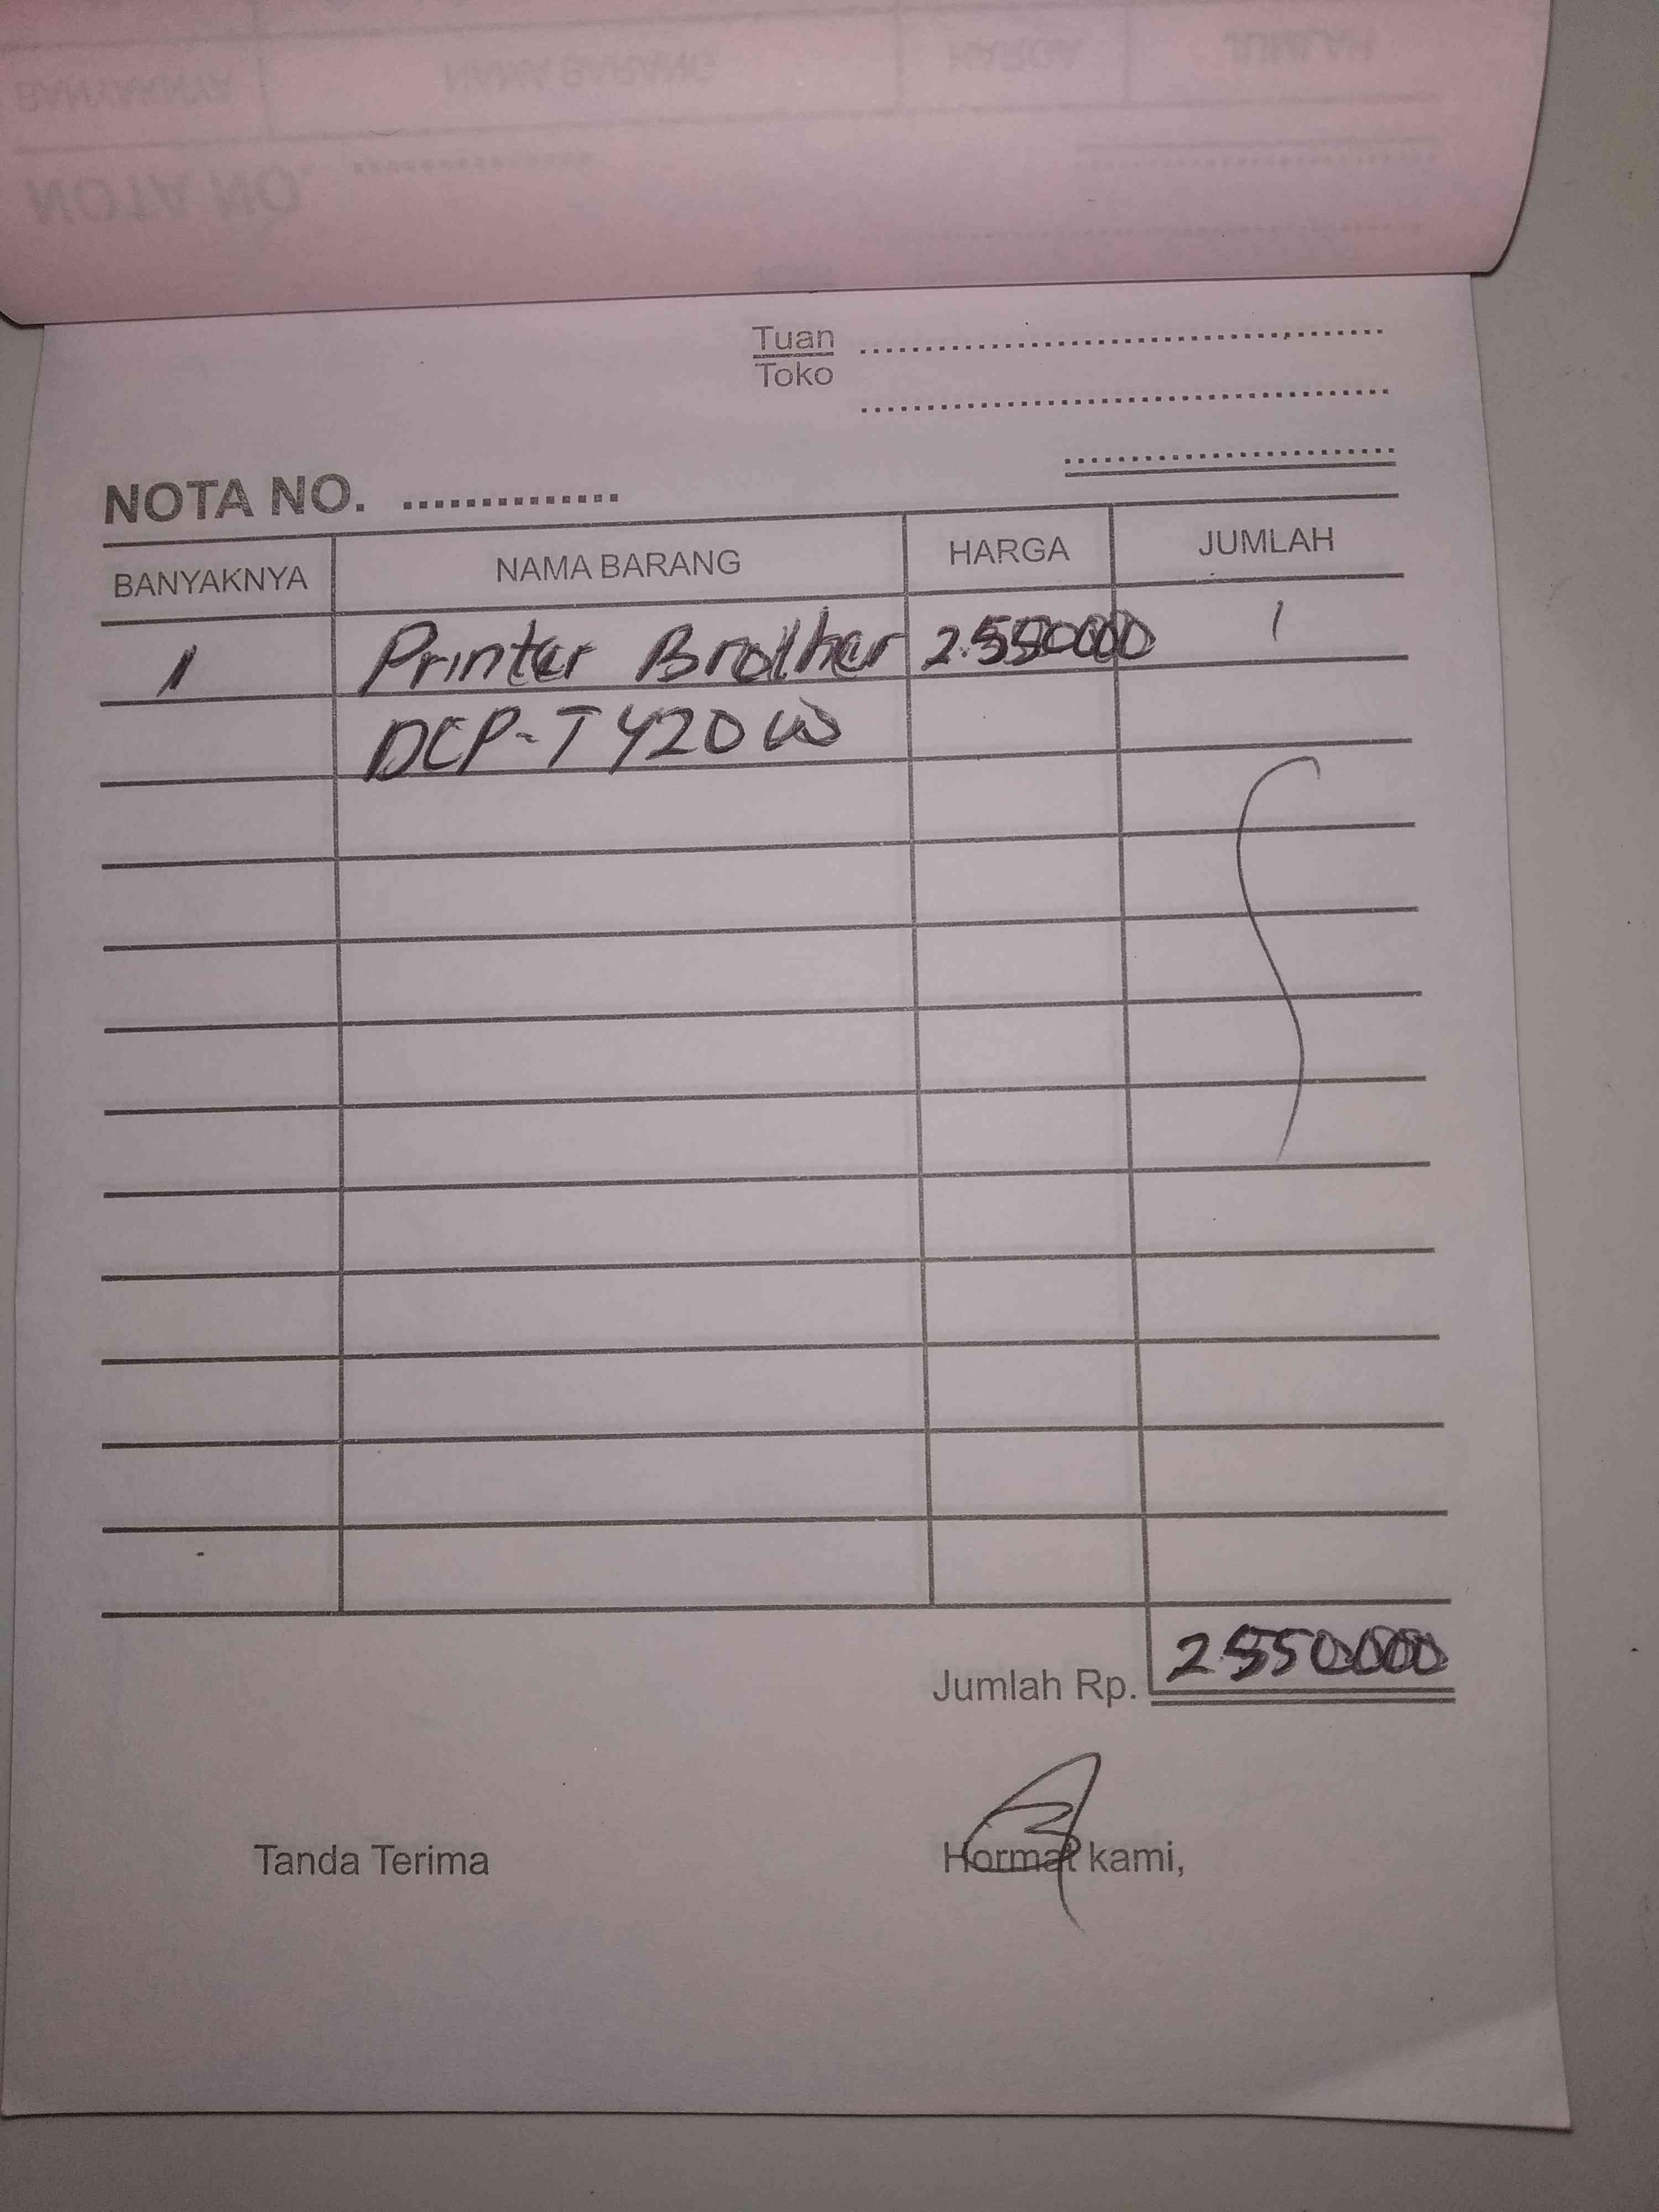 Tuan
Toko
NOTA NO. ...............
BANYAKNYA NAMA BARANG HARGA JUMLAH
1 Printer Brother 2.550000 1
DCP-T420W
Jumlah Rp. 2550000
Tanda Terima Hormat kami,